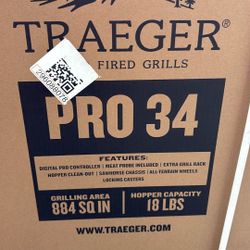 TRAEGER®
FIRED GRILLS
PRO 34
FEATURES:
DIGITAL PRO CONTROLLER | MEAT PROBE INCLUDED | EXTRA GRILL RACK
HOPPER CLEAN-OUT | SAWHORSE CHASSIS | ALL-TERRAIN WHEELS
LOCKING CASTERS
GRILLING AREA
884 SQ IN
HOPPER CAPACITY
18 LBS
WWW.TRAEGER.COM